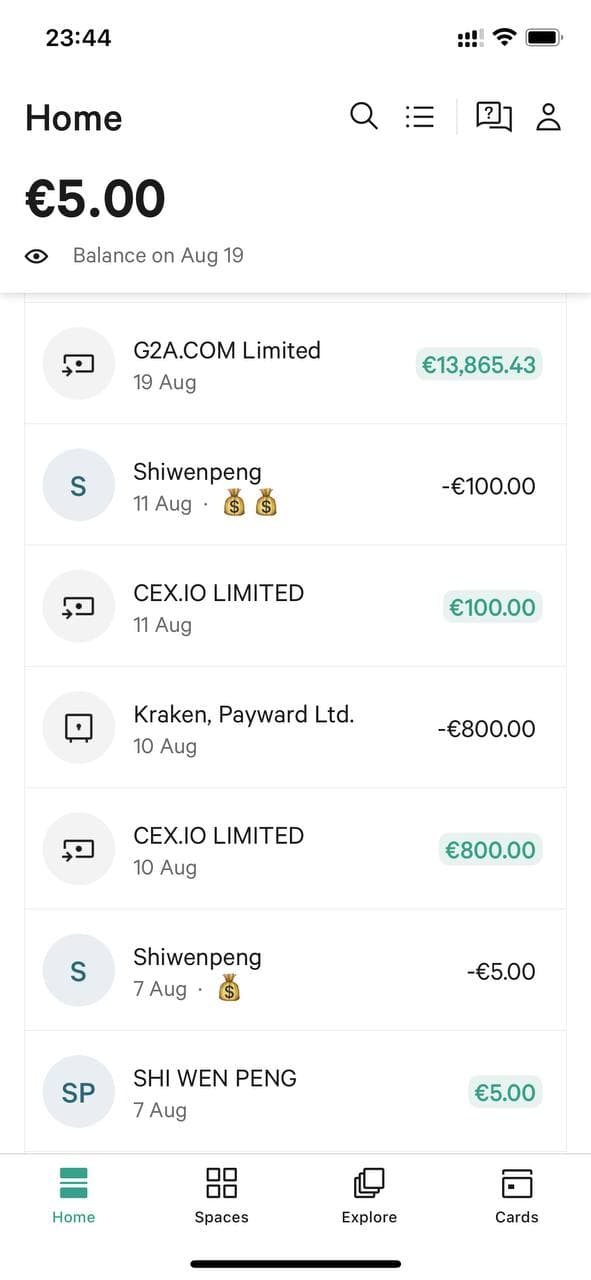 23:44
Home
€5.00
Balance on Aug 19
G2A.COM Limited
19 Aug
€13,865.43
S
Shiwenpeng
11 Aug ·
-€100.00
CEX.IO LIMITED
11 Aug
€100.00
Kraken, Payward Ltd.
10 Aug
-€800.00
CEX.IO LIMITED
10 Aug
€800.00
S
Shiwenpeng
7 Aug ·
-€5.00
SP
SHI WEN PENG
7 Aug
€5.00
Home
Spaces
Explore
Cards